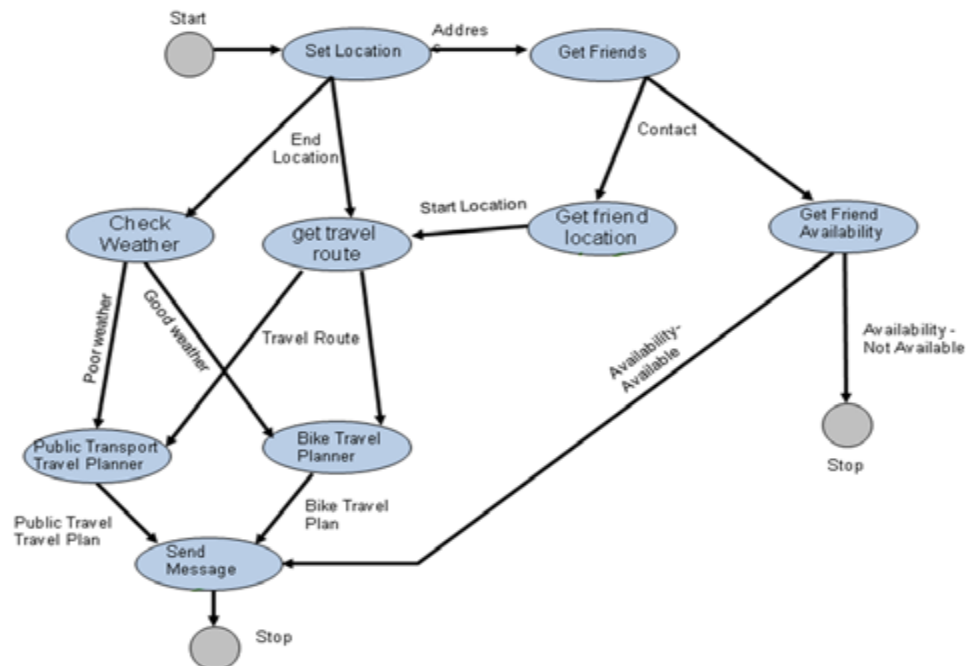 Start
Set Location
Addres
Get Friends
End
Location
Contact
Check
Weather
get travel
route
Start Location
Get friend
location
Get Friend
Availability
Poor weather
Good weather
Travel Route
Availability-
Available
Availability -
Not Available
Stop
Public Transport
Travel Planner
Bike Travel
Planner
Public Travel
Travel Plan
Bike Travel
Plan
Send
Message
Stop